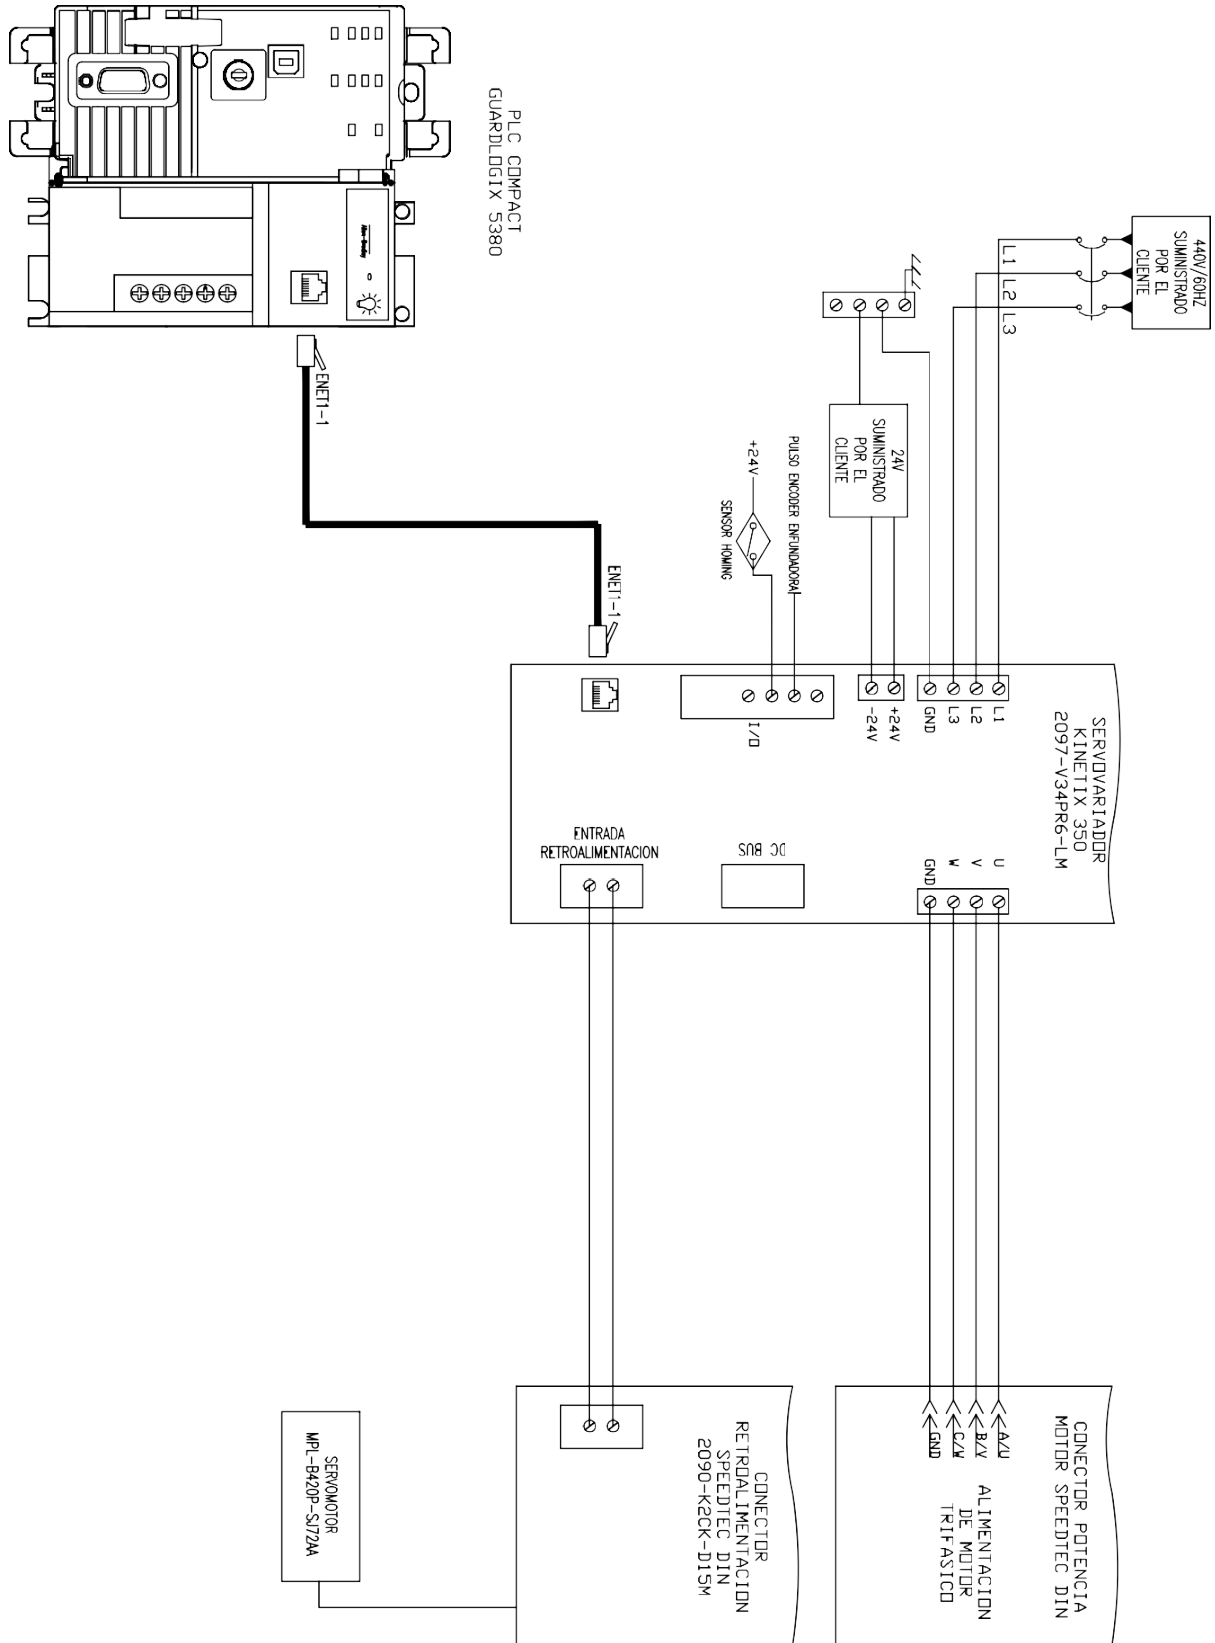 PLC COMPACT
GUARDLOGIX 5380
Allen-Bradley
ENET1-1
ENET1-1
440V/60HZ
SUMINISTRADO
POR EL
CLIENTE
L1
L2
L3
24V
SUMINISTRADO
POR EL
CLIENTE
PULSO ENCODER ENFUNDADORA
+24V
SENSOR HOMING
SERVOVARIADOR
KINETIX 350
2097-V34PR6-LM
L1
L2
L3
GND
+24V
-24V
I/O
U
V
W
GND
DC BUS
ENTRADA
RETROALIMENTACION
CONECTOR POTENCIA
MOTOR SPEEDTEC DIN
A/U
B/V
C/W
GND
ALIMENTACION
DE MOTOR
TRIFASICO
CONECTOR
RETROALIMENTACION
SPEEDTEC DIN
2090-K2CK-D15M
SERVOMOTOR
MPL-B420P-SJ72AA